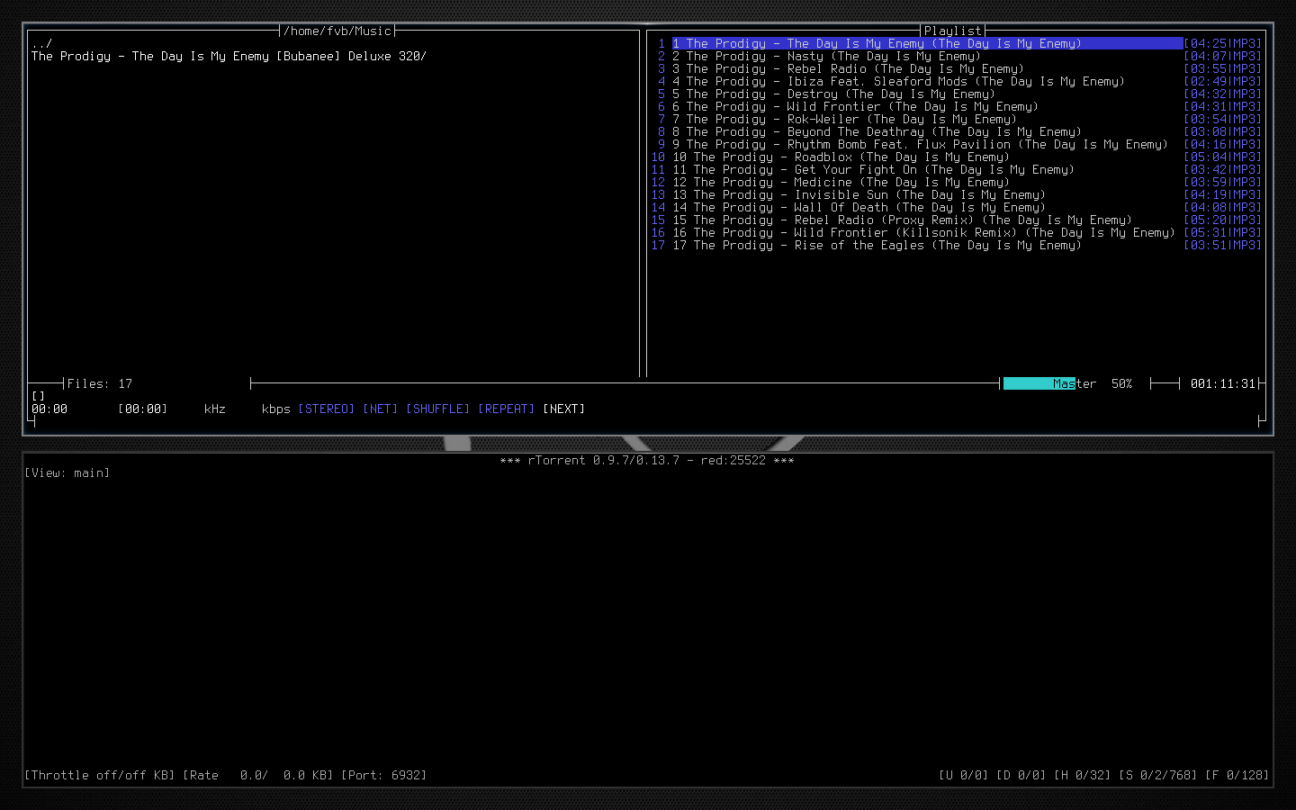 /home/fvb/Music
../
The Prodigy - The Day Is My Enemy [Bubanee] Deluxe 320/
Playlist
1 1 The Prodigy - The Day Is My Enemy (The Day Is My Enemy) [04:25|MP3]
2 2 The Prodigy - Nasty (The Day Is My Enemy) [04:07|MP3]
3 3 The Prodigy - Rebel Radio (The Day Is My Enemy) [03:55|MP3]
4 4 The Prodigy - Ibiza Feat. Sleaford Mods (The Day Is My Enemy) [02:49|MP3]
5 5 The Prodigy - Destroy (The Day Is My Enemy) [04:32|MP3]
6 6 The Prodigy - Wild Frontier (The Day Is My Enemy) [04:31|MP3]
7 7 The Prodigy - Rok-Weiler (The Day Is My Enemy) [03:54|MP3]
8 8 The Prodigy - Beyond The Deathray (The Day Is My Enemy) [03:08|MP3]
9 9 The Prodigy - Rhythm Bomb Feat. Flux Pavilion (The Day Is My Enemy) [04:16|MP3]
10 10 The Prodigy - Roadblox (The Day Is My Enemy) [05:04|MP3]
11 11 The Prodigy - Get Your Fight On (The Day Is My Enemy) [03:42|MP3]
12 12 The Prodigy - Medicine (The Day Is My Enemy) [03:59|MP3]
13 13 The Prodigy - Invisible Sun (The Day Is My Enemy) [04:19|MP3]
14 14 The Prodigy - Wall Of Death (The Day Is My Enemy) [04:08|MP3]
15 15 The Prodigy - Rebel Radio (Proxy Remix) (The Day Is My Enemy) [05:20|MP3]
16 16 The Prodigy - Wild Frontier (Killsonik Remix) (The Day Is My Enemy) [05:31|MP3]
17 17 The Prodigy - Rise of the Eagles (The Day Is My Enemy) [03:51|MP3]
Files: 17 Master 50% 001:11:31
[]
00:00 [00:00] kHz kbps [STEREO] [NET] [SHUFFLE] [REPEAT] [NEXT]
*** rTorrent 0.9.7/0.13.7 - red:25522 ***
[View: main]
[Throttle off/off KB] [Rate 0.0/ 0.0 KB] [Port: 6932] [U 0/0] [D 0/0] [H 0/32] [S 0/2/768] [F 0/128]